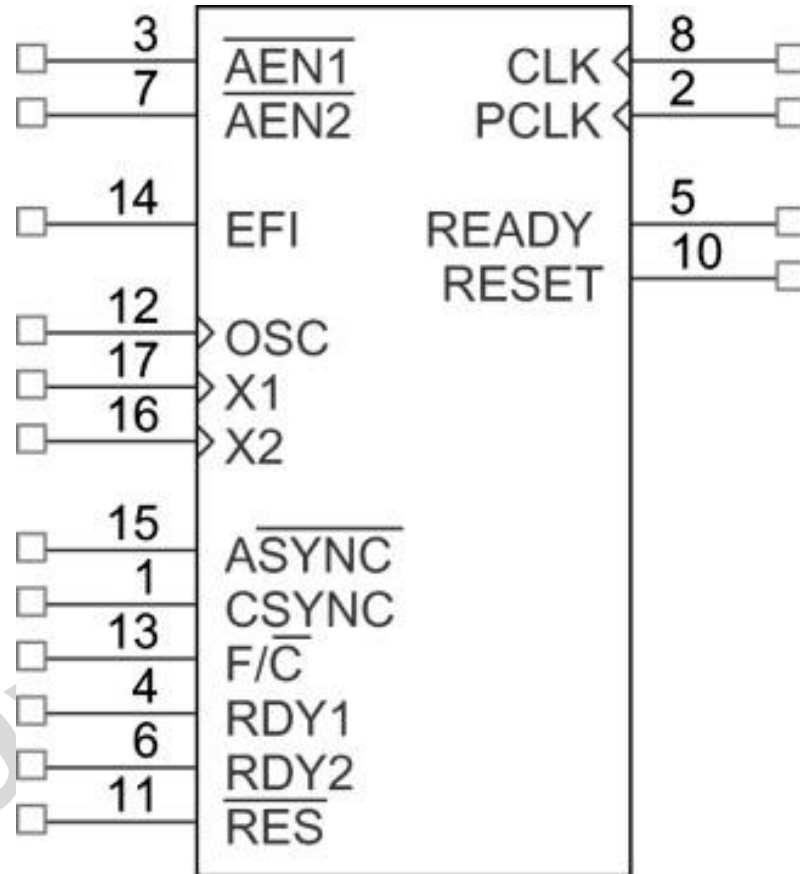 3 AEN1 CLK 8
7 AEN2 PCLK 2
14 EFI READY 5
RESET 10
12 OSC
17 X1
16 X2
15 ASYNC
1 CSYNC
13 F/C
4 RDY1
6 RDY2
11 RES